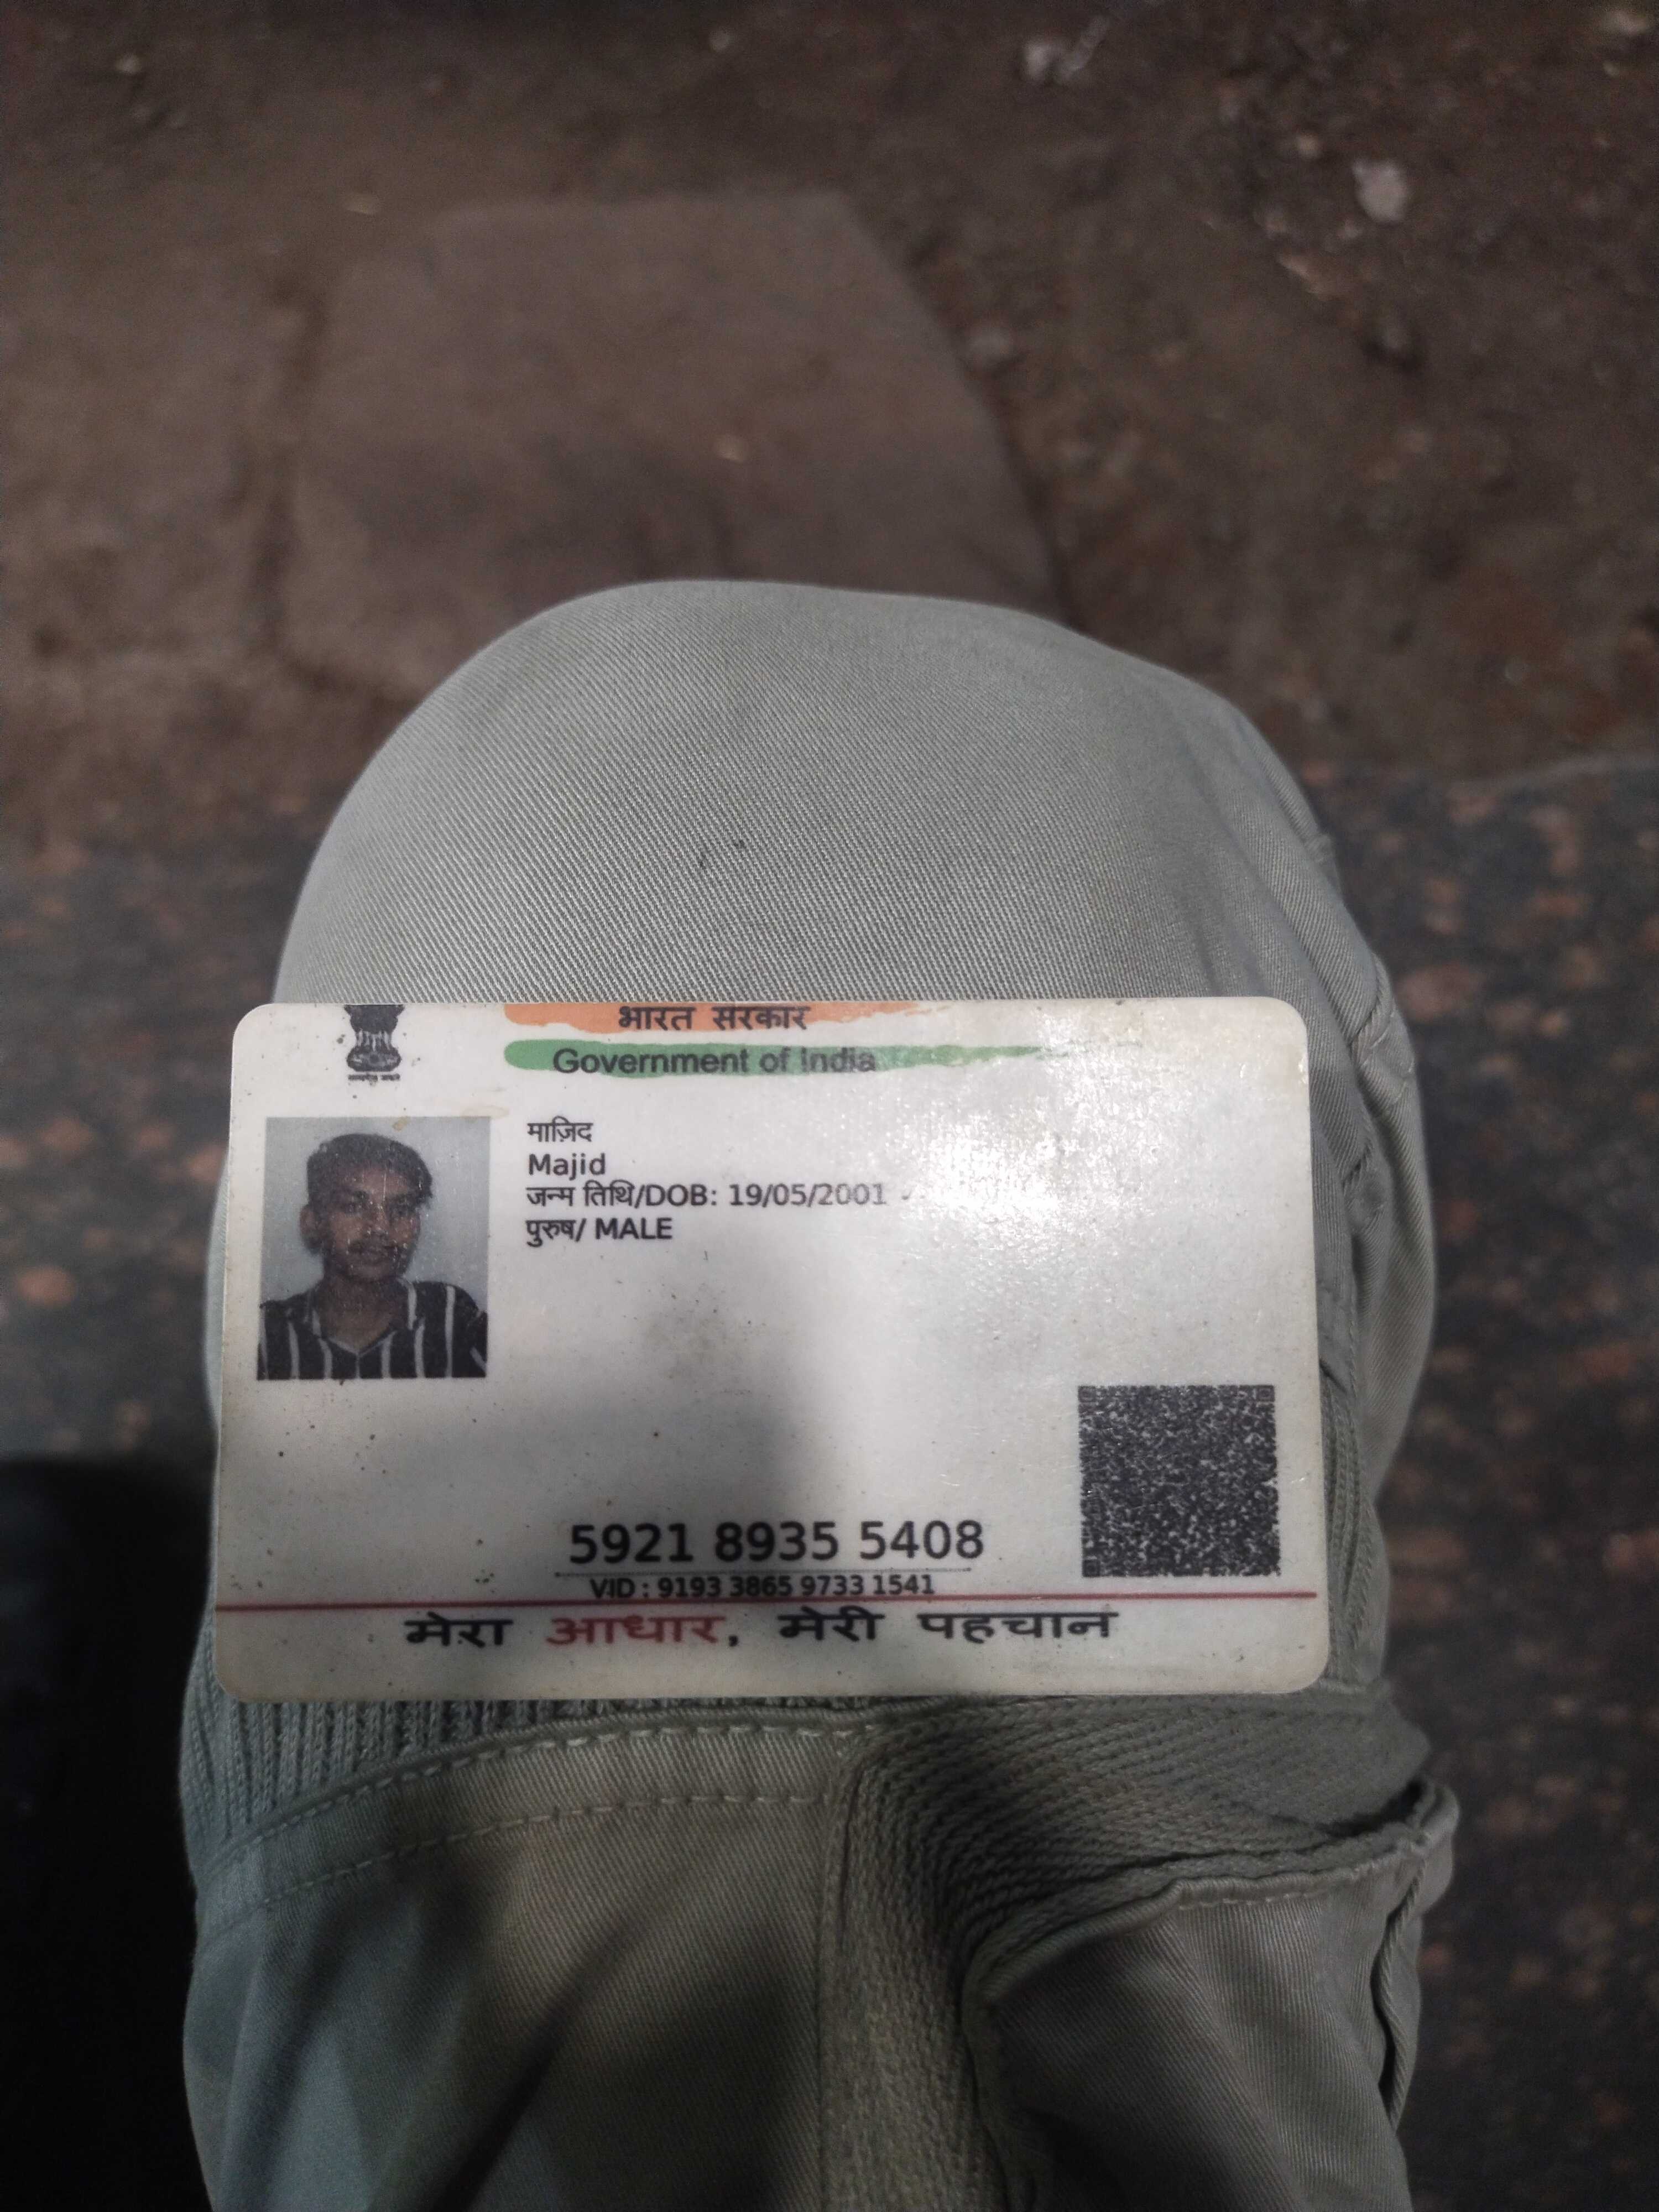 भारत सरकार
Government of India
माज़िद
Majid
जन्म तिथि/DOB: 19/05/2001
पुरुष/ MALE
5921 8935 5408
VID : 9193 3865 9733 1541
मेरा आधार, मेरी पहचान